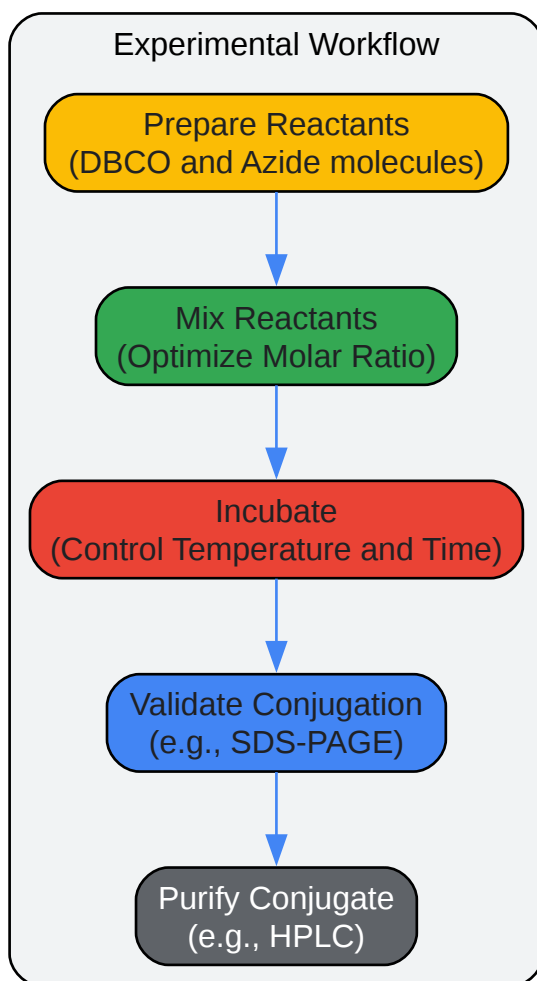 Experimental Workflow
Prepare Reactants
(DBCO and Azide molecules)
Mix Reactants
(Optimize Molar Ratio)
Incubate
(Control Temperature and Time)
Validate Conjugation
(e.g., SDS-PAGE)
Purify Conjugate
(e.g., HPLC)